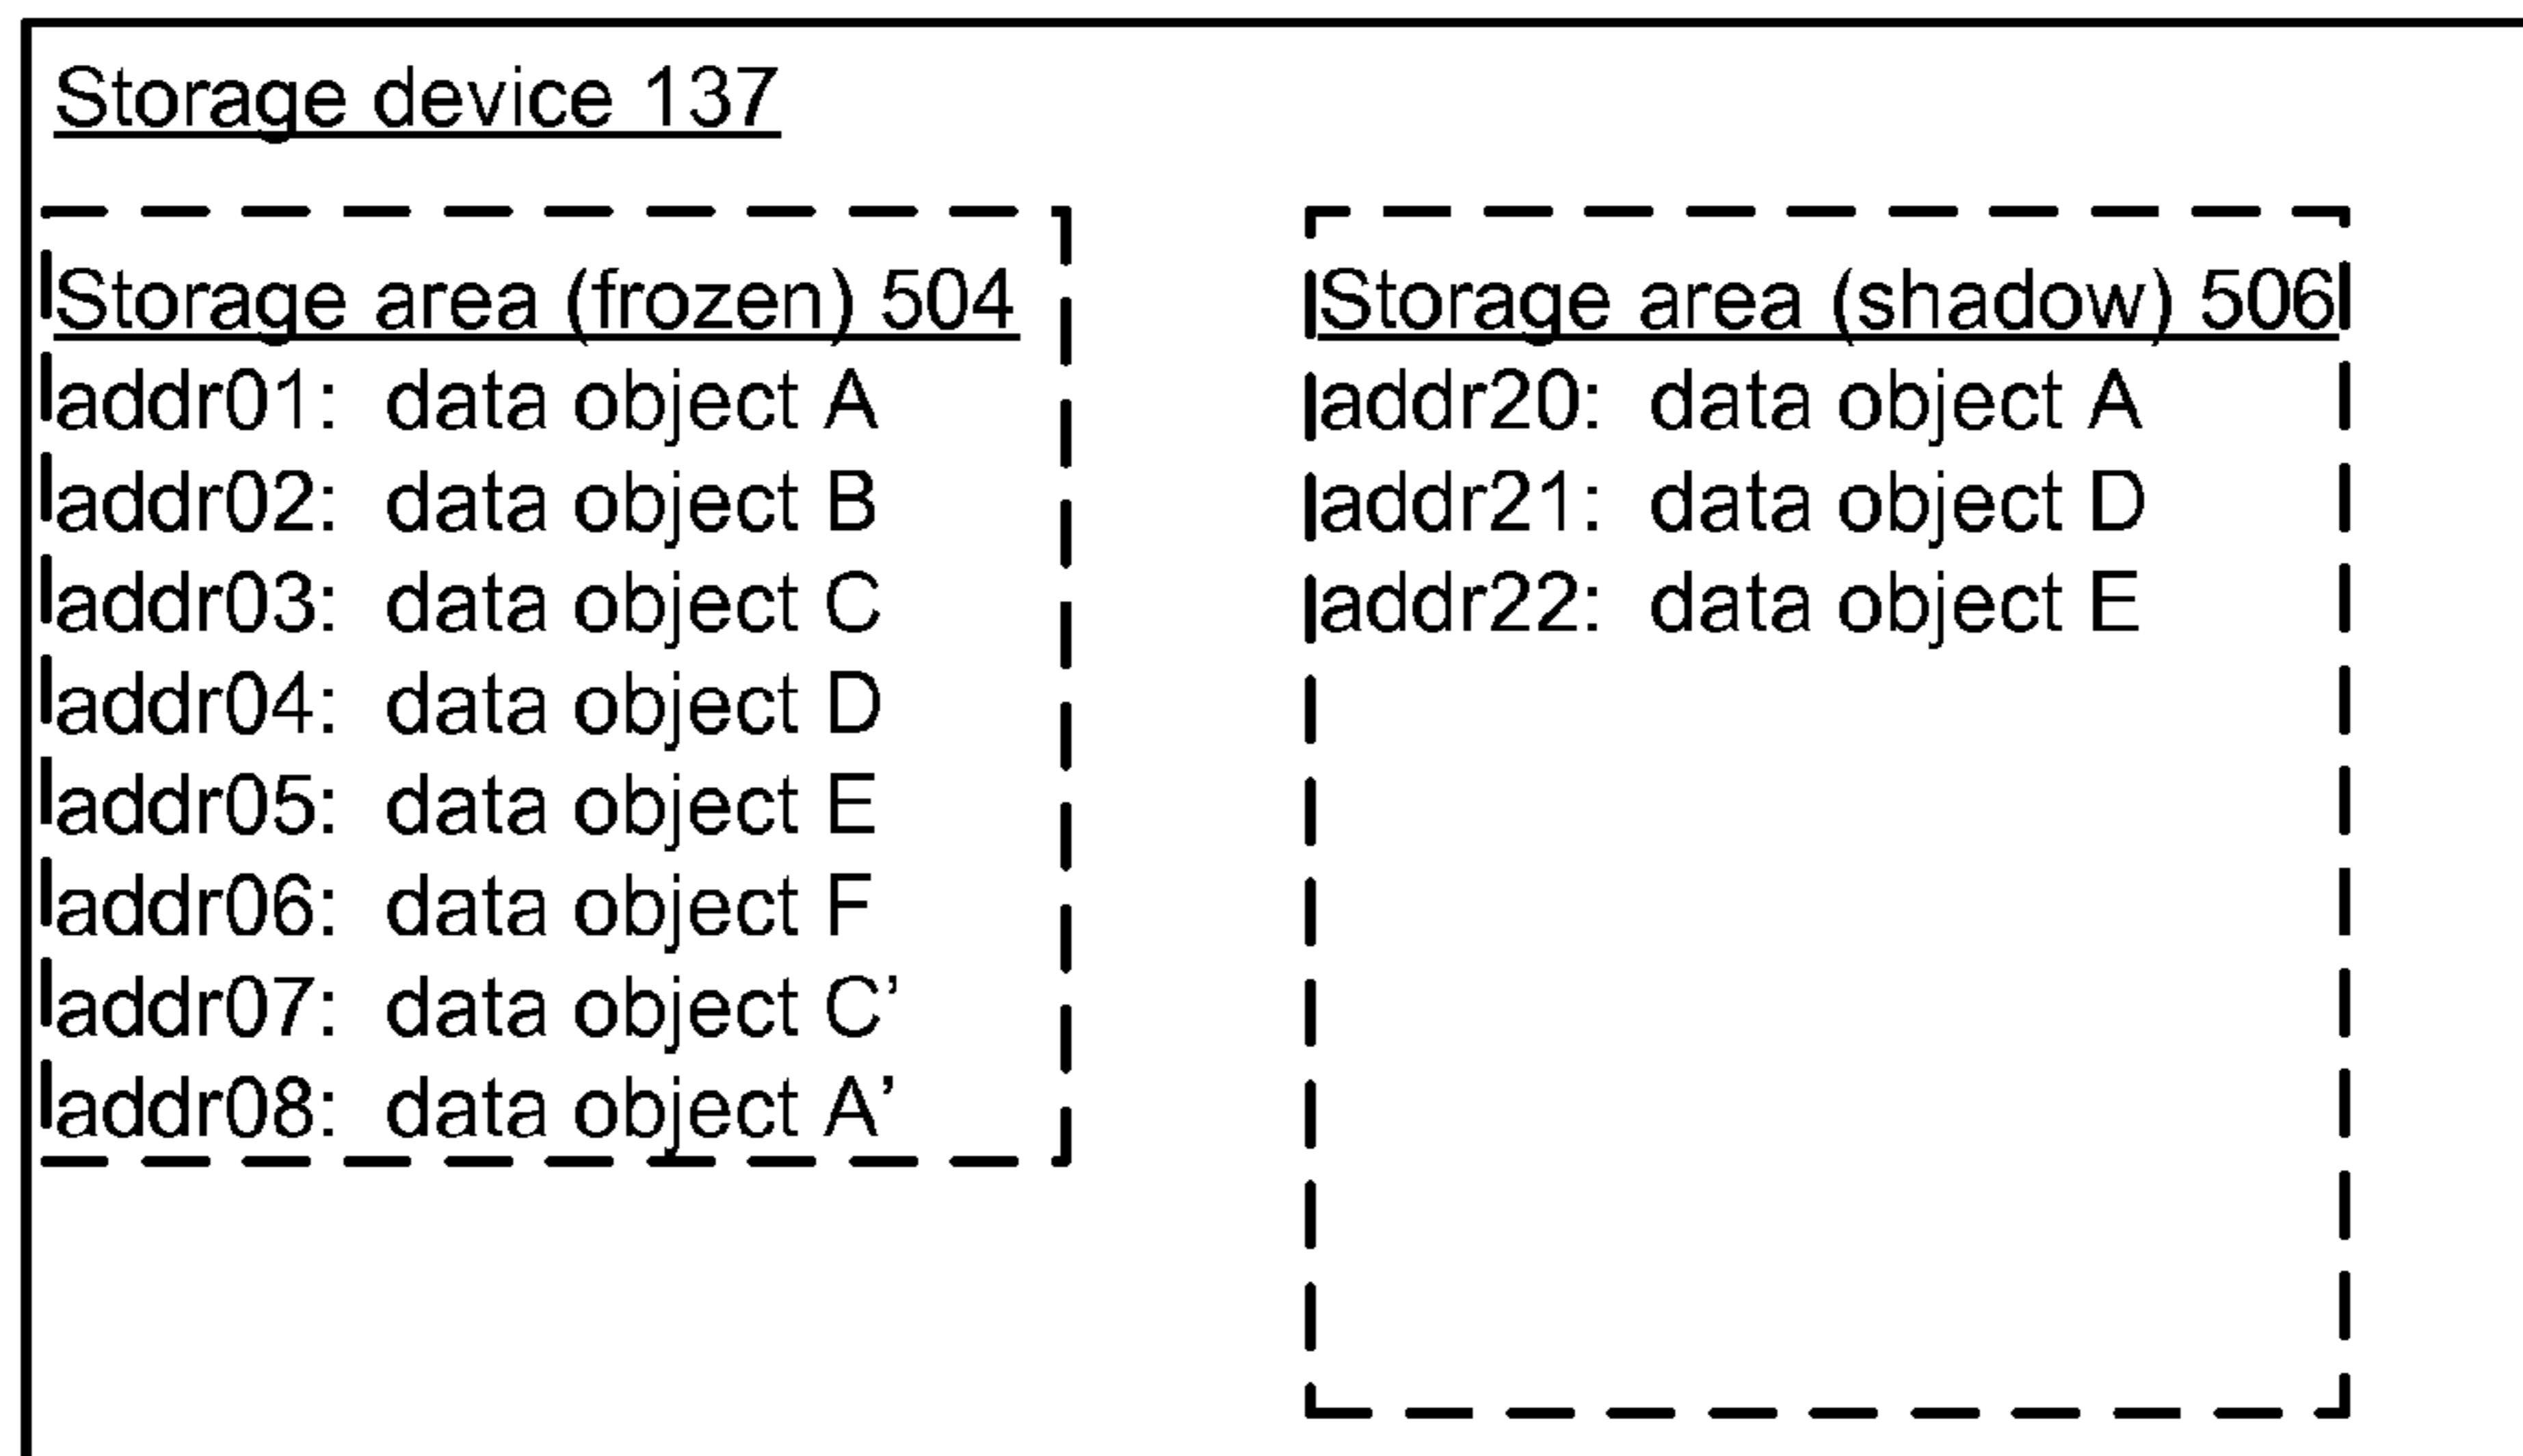 Storage device 137
Storage area (frozen) 504
addr01: data object A
addr02: data object B
addr03: data object C
addr04: data object D
addr05: data object E
addr06: data object F
addr07: data object C’
addr08: data object A’
Storage area (shadow) 506
addr20: data object A
addr21: data object D
addr22: data object E